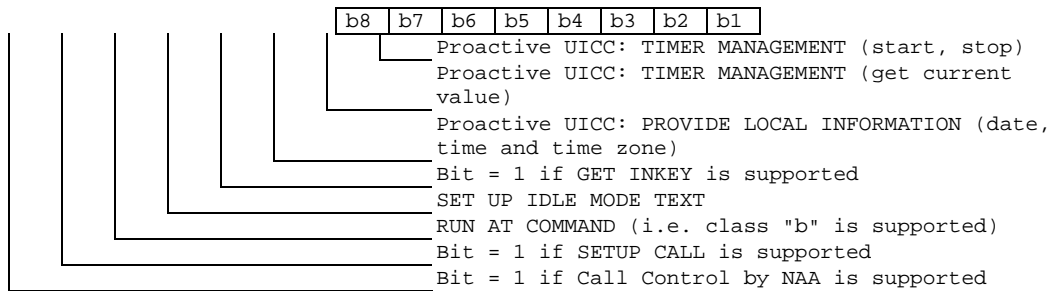 b8 b7 b6 b5 b4 b3 b2 b1
Proactive UICC: TIMER MANAGEMENT (start, stop)
Proactive UICC: TIMER MANAGEMENT (get current
value)
Proactive UICC: PROVIDE LOCAL INFORMATION (date,
time and time zone)
Bit = 1 if GET INKEY is supported
SET UP IDLE MODE TEXT
RUN AT COMMAND (i.e. class "b" is supported)
Bit = 1 if SETUP CALL is supported
Bit = 1 if Call Control by NAA is supported